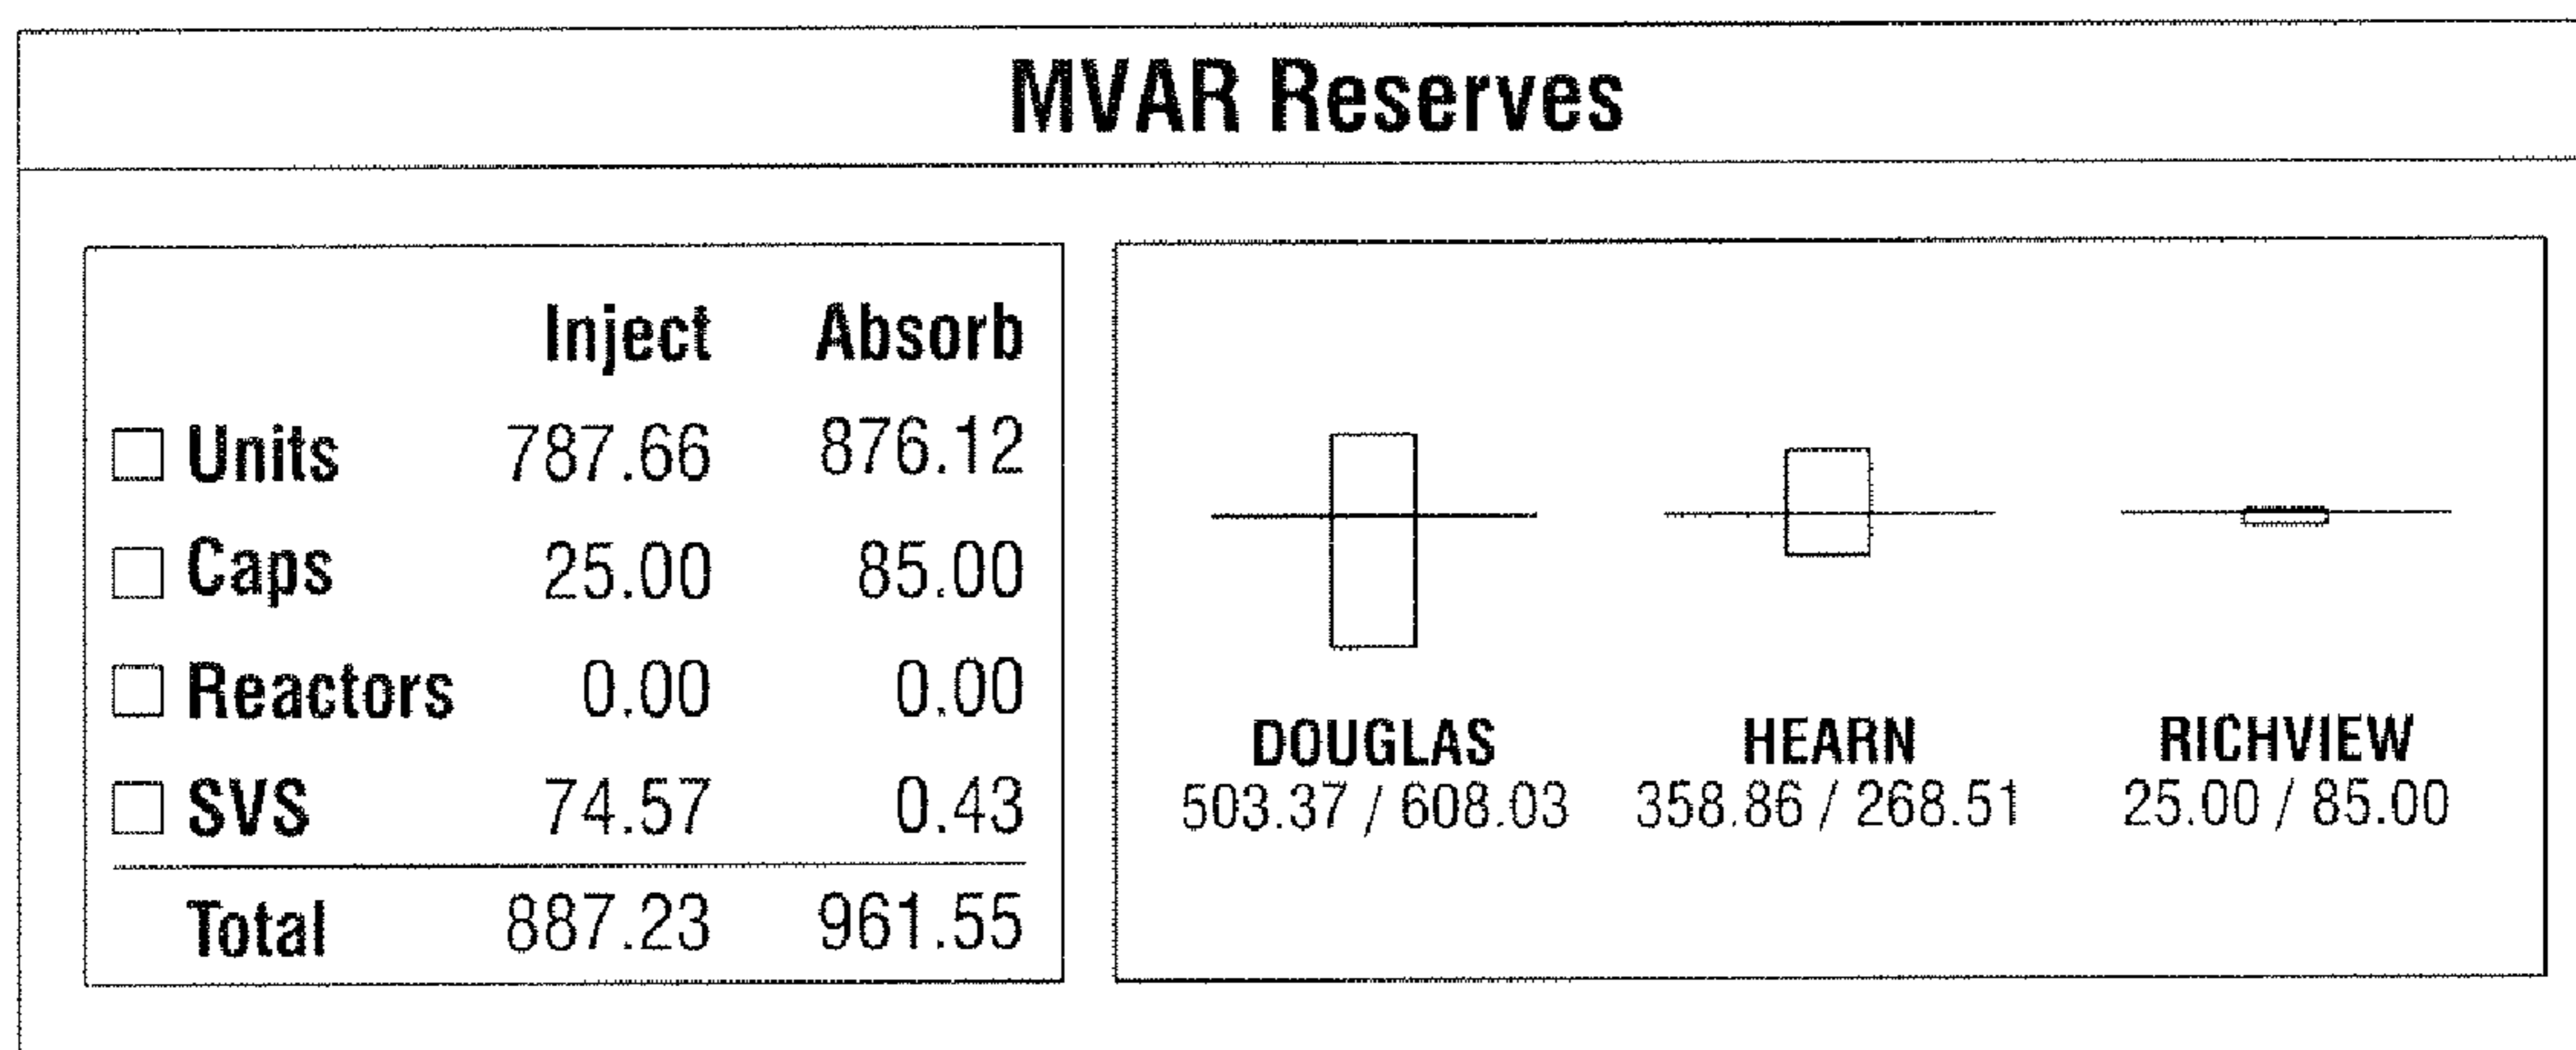 MVAR Reserves
Inject Absorb
Units 787.66 876.12
Caps 25.00 85.00
Reactors 0.00 0.00
SVS 74.57 0.43
Total 887.23 961.55
DOUGLAS HEARN RICHVIEW
503.37 / 608.03 358.86 / 268.51 25.00 / 85.00